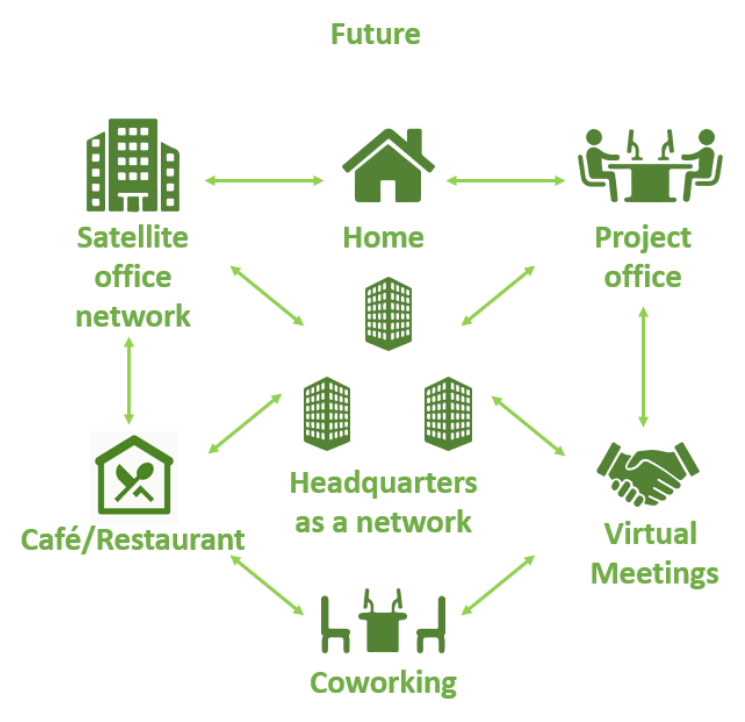 Future
Satellite
office
network
Home
Project
office
Headquarters
as a network
Café/Restaurant
Virtual
Meetings
Coworking